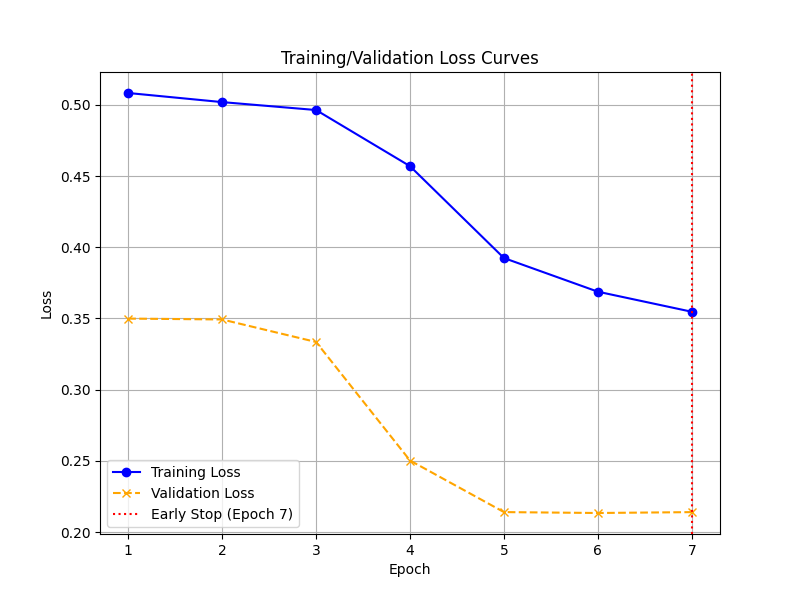 Training/Validation Loss Curves
0.50
0.45
0.40
0.35
0.30
0.25
0.20
Loss
Training Loss
Validation Loss
Early Stop (Epoch 7)
1 2 3 4 5 6 7
Epoch